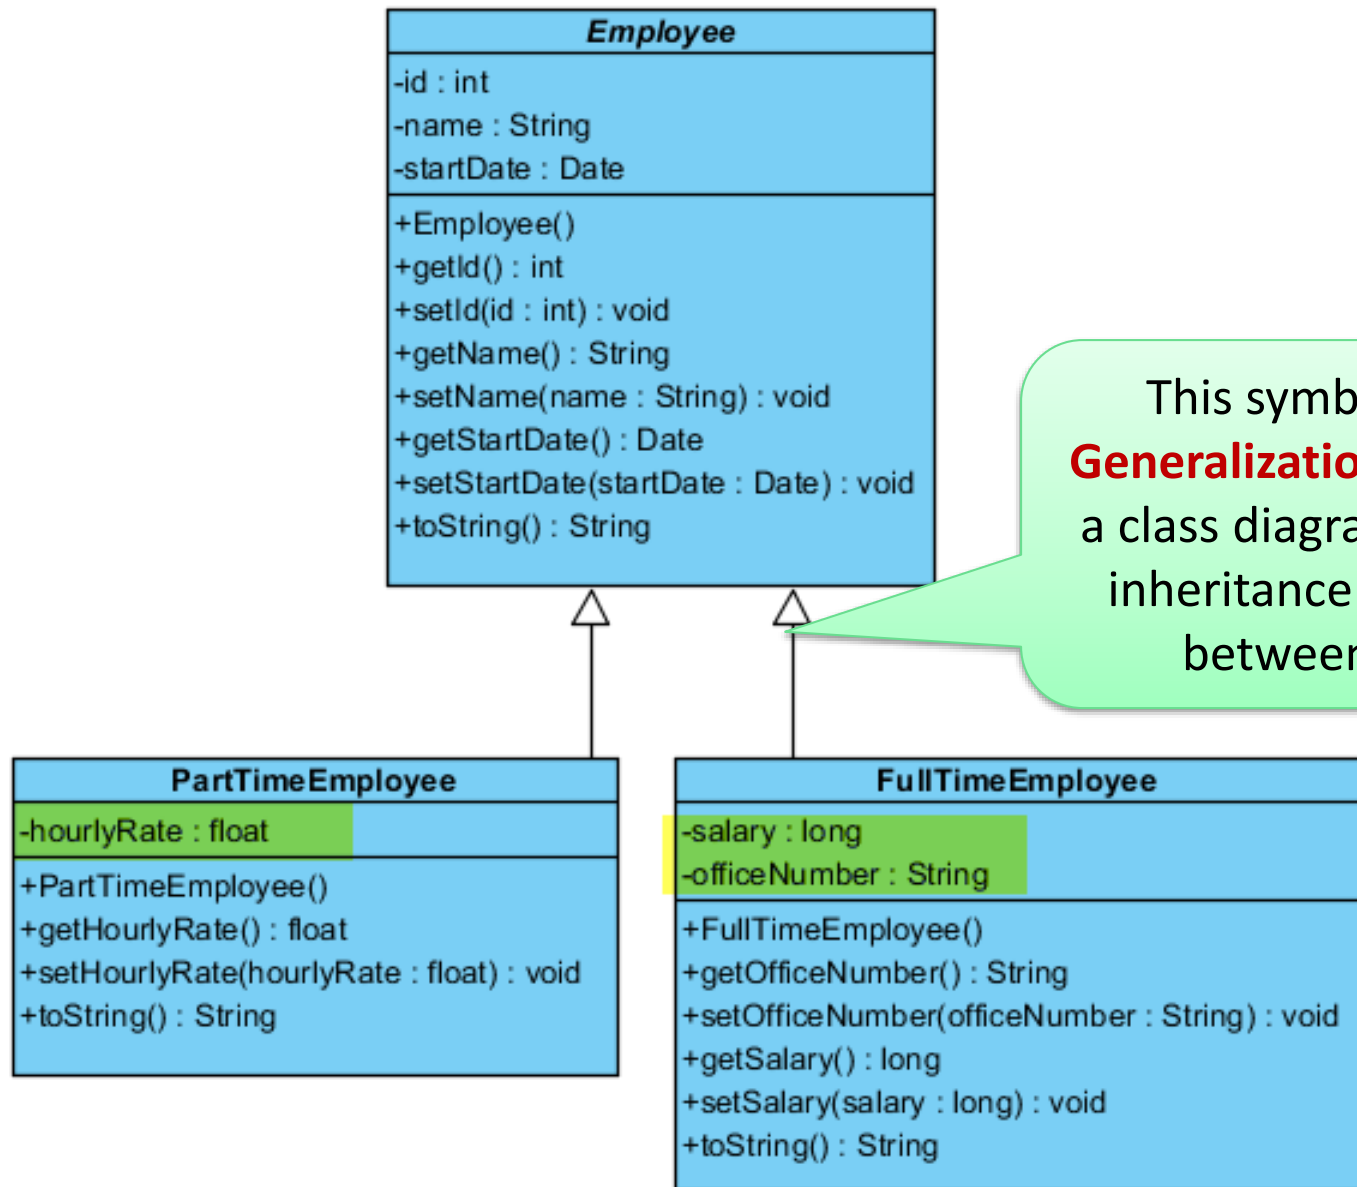 Employee
-id : int
-name : String
-startDate : Date
+Employee()
+getId() : int
+setId(id : int) : void
+getName() : String
+setName(name : String) : void
+getStartDate() : Date
+setStartDate(startDate : Date) : void
+toString() : String
This symb
Generalizatio
a class diagra
inheritance
between
PartTimeEmployee
-hourlyRate : float
+PartTimeEmployee()
+getHourlyRate() : float
+setHourlyRate(hourlyRate : float) : void
+toString() : String
FullTimeEmployee
-salary : long
-officeNumber : String
+FullTimeEmployee()
+getOfficeNumber() : String
+setOfficeNumber(officeNumber : String) : void
+getSalary() : long
+setSalary(salary : long) : void
+toString() : String